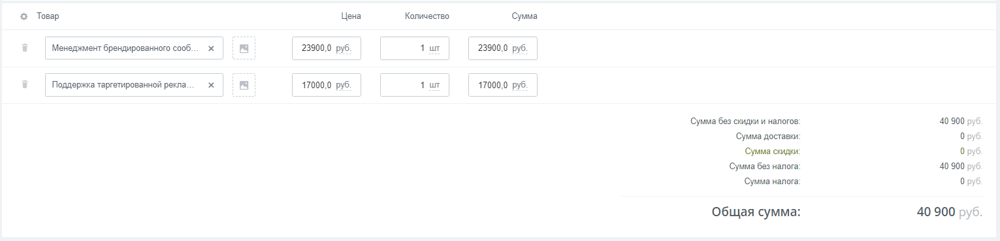 Товар Цена Количество Сумма
Менеджмент брендированного сооб... 23900,0 руб. 1 шт 23900,0 руб.
Поддержка таргетированной рекла... 17000,0 руб. 1 шт 17000,0 руб.
Сумма без скидки и налогов: 40 900 руб.
Сумма доставки: 0 руб.
Сумма скидки: 0 руб.
Сумма без налога: 40 900 руб.
Сумма налога: 0 руб.
Общая сумма: 40 900 руб.